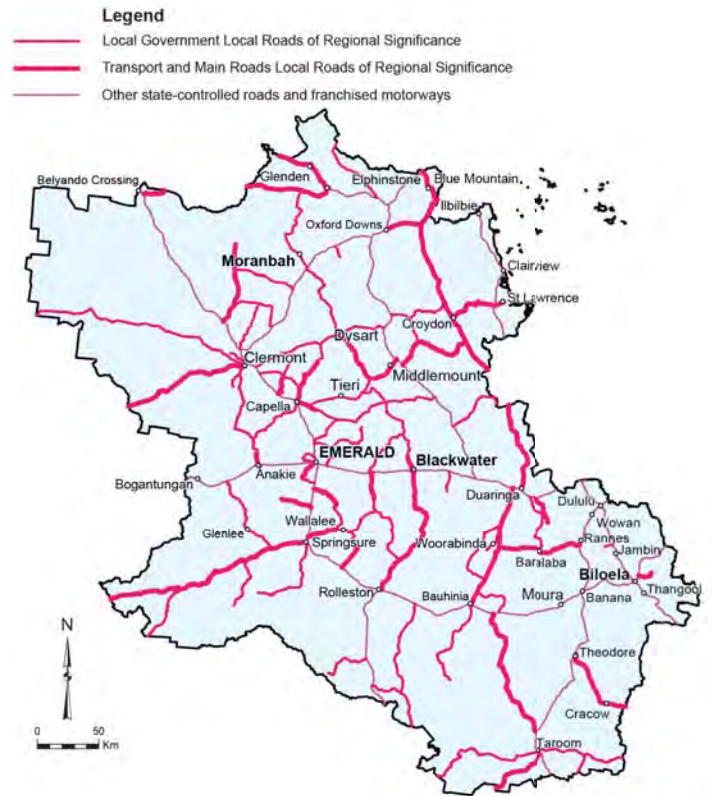 Legend
Local Government Local Roads of Regional Significance
Transport and Main Roads Local Roads of Regional Significance
Other state-controlled roads and franchised motorways
Belyando Crossing
Glenden
Elphinstone
Blue Mountain
Ilbilbie
Oxford Downs
Moranbah
Clairview
St Lawrence
Croydon
Dysart
Clermont
Middlemount
Tieri
Capella
EMERALD
Blackwater
Anakie
Bogantungan
Duaringa
Dululu
Wowan
Wallalee
Glenlee
Springsure
Woorabinda
Rannes
Jambin
Baralaba
Biloela
Rolleston
Bauhinia
Moura
Banana
Thangool
N
Theodore
Cracow
0 50
Km
Taroom